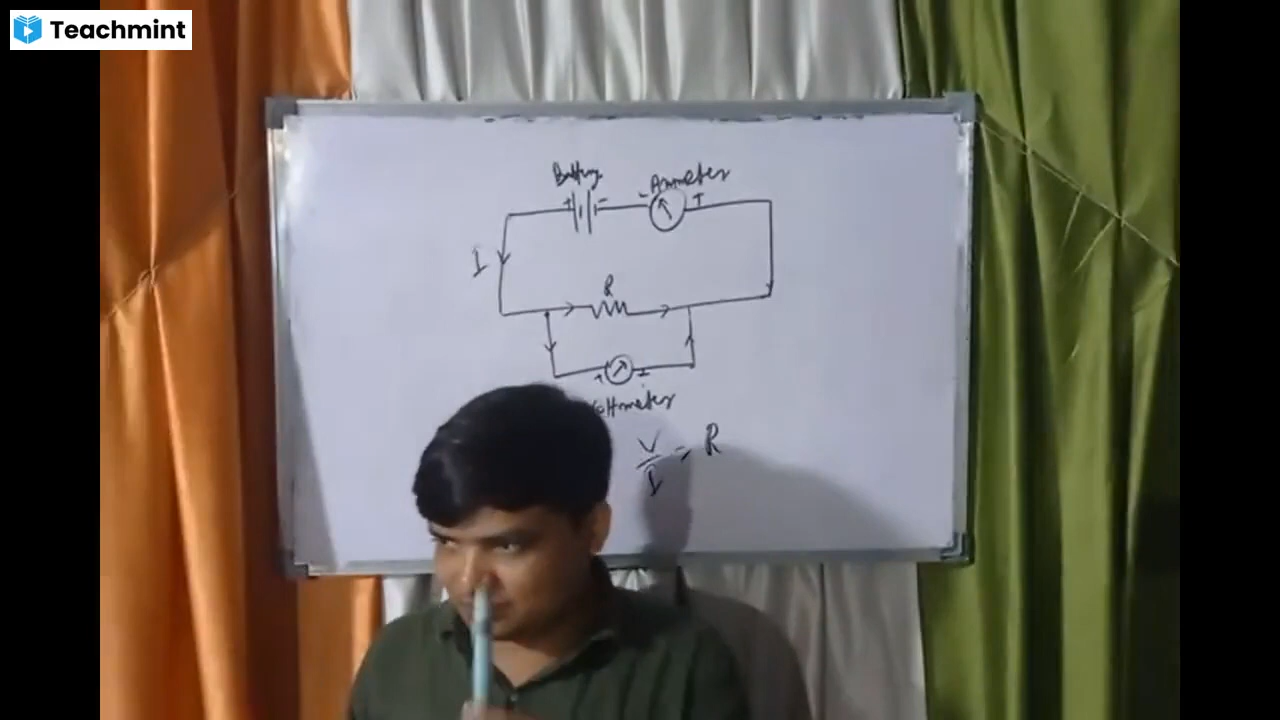 Teachmint
Battery
- Ammeter
+ - +
I
R
+ -
Voltmeter
V/I = R